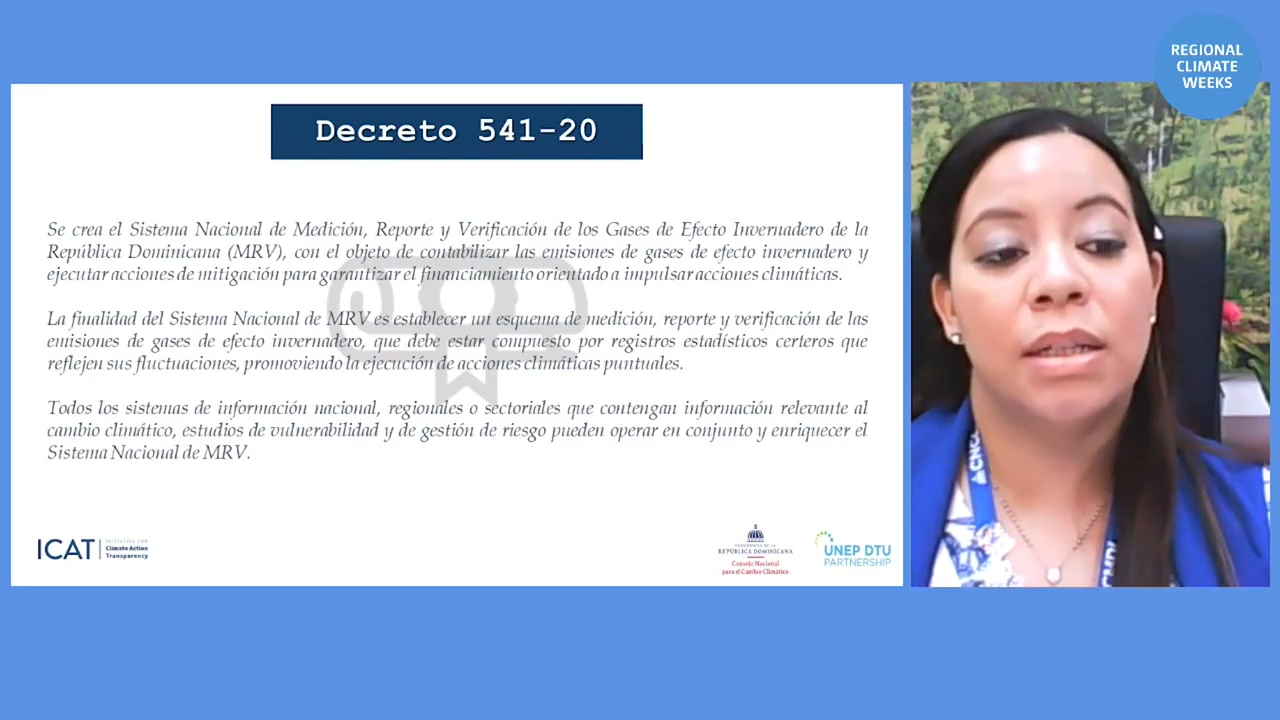 REGIONAL
CLIMATE
WEEKS
Decreto 541-20
Se crea el Sistema Nacional de Medición, Reporte y Verificación de los Gases de Efecto Invernadero de la
República Dominicana (MRV), con el objeto de contabilizar las emisiones de gases de efecto invernadero y
ejecutar acciones de mitigación para garantizar el financiamiento orientado a impulsar acciones climáticas.
La finalidad del Sistema Nacional de MRV es establecer un esquema de medición, reporte y verificación de las
emisiones de gases de efecto invernadero, que debe estar compuesto por registros estadísticos certeros que
reflejen sus fluctuaciones, promoviendo la ejecución de acciones climáticas puntuales.
Todos los sistemas de información nacional, regionales o sectoriales que contengan información relevante al
cambio climático, estudios de vulnerabilidad y de gestión de riesgo pueden operar en conjunto y enriquecer el
Sistema Nacional de MRV.
ICAT
INITIATIVE FOR
Climate Action
Transparency
PRESIDENCIA DE LA
REPÚBLICA DOMINICANA
Consejo Nacional
para el Cambio Climático
UNEP DTU
PARTNERSHIP